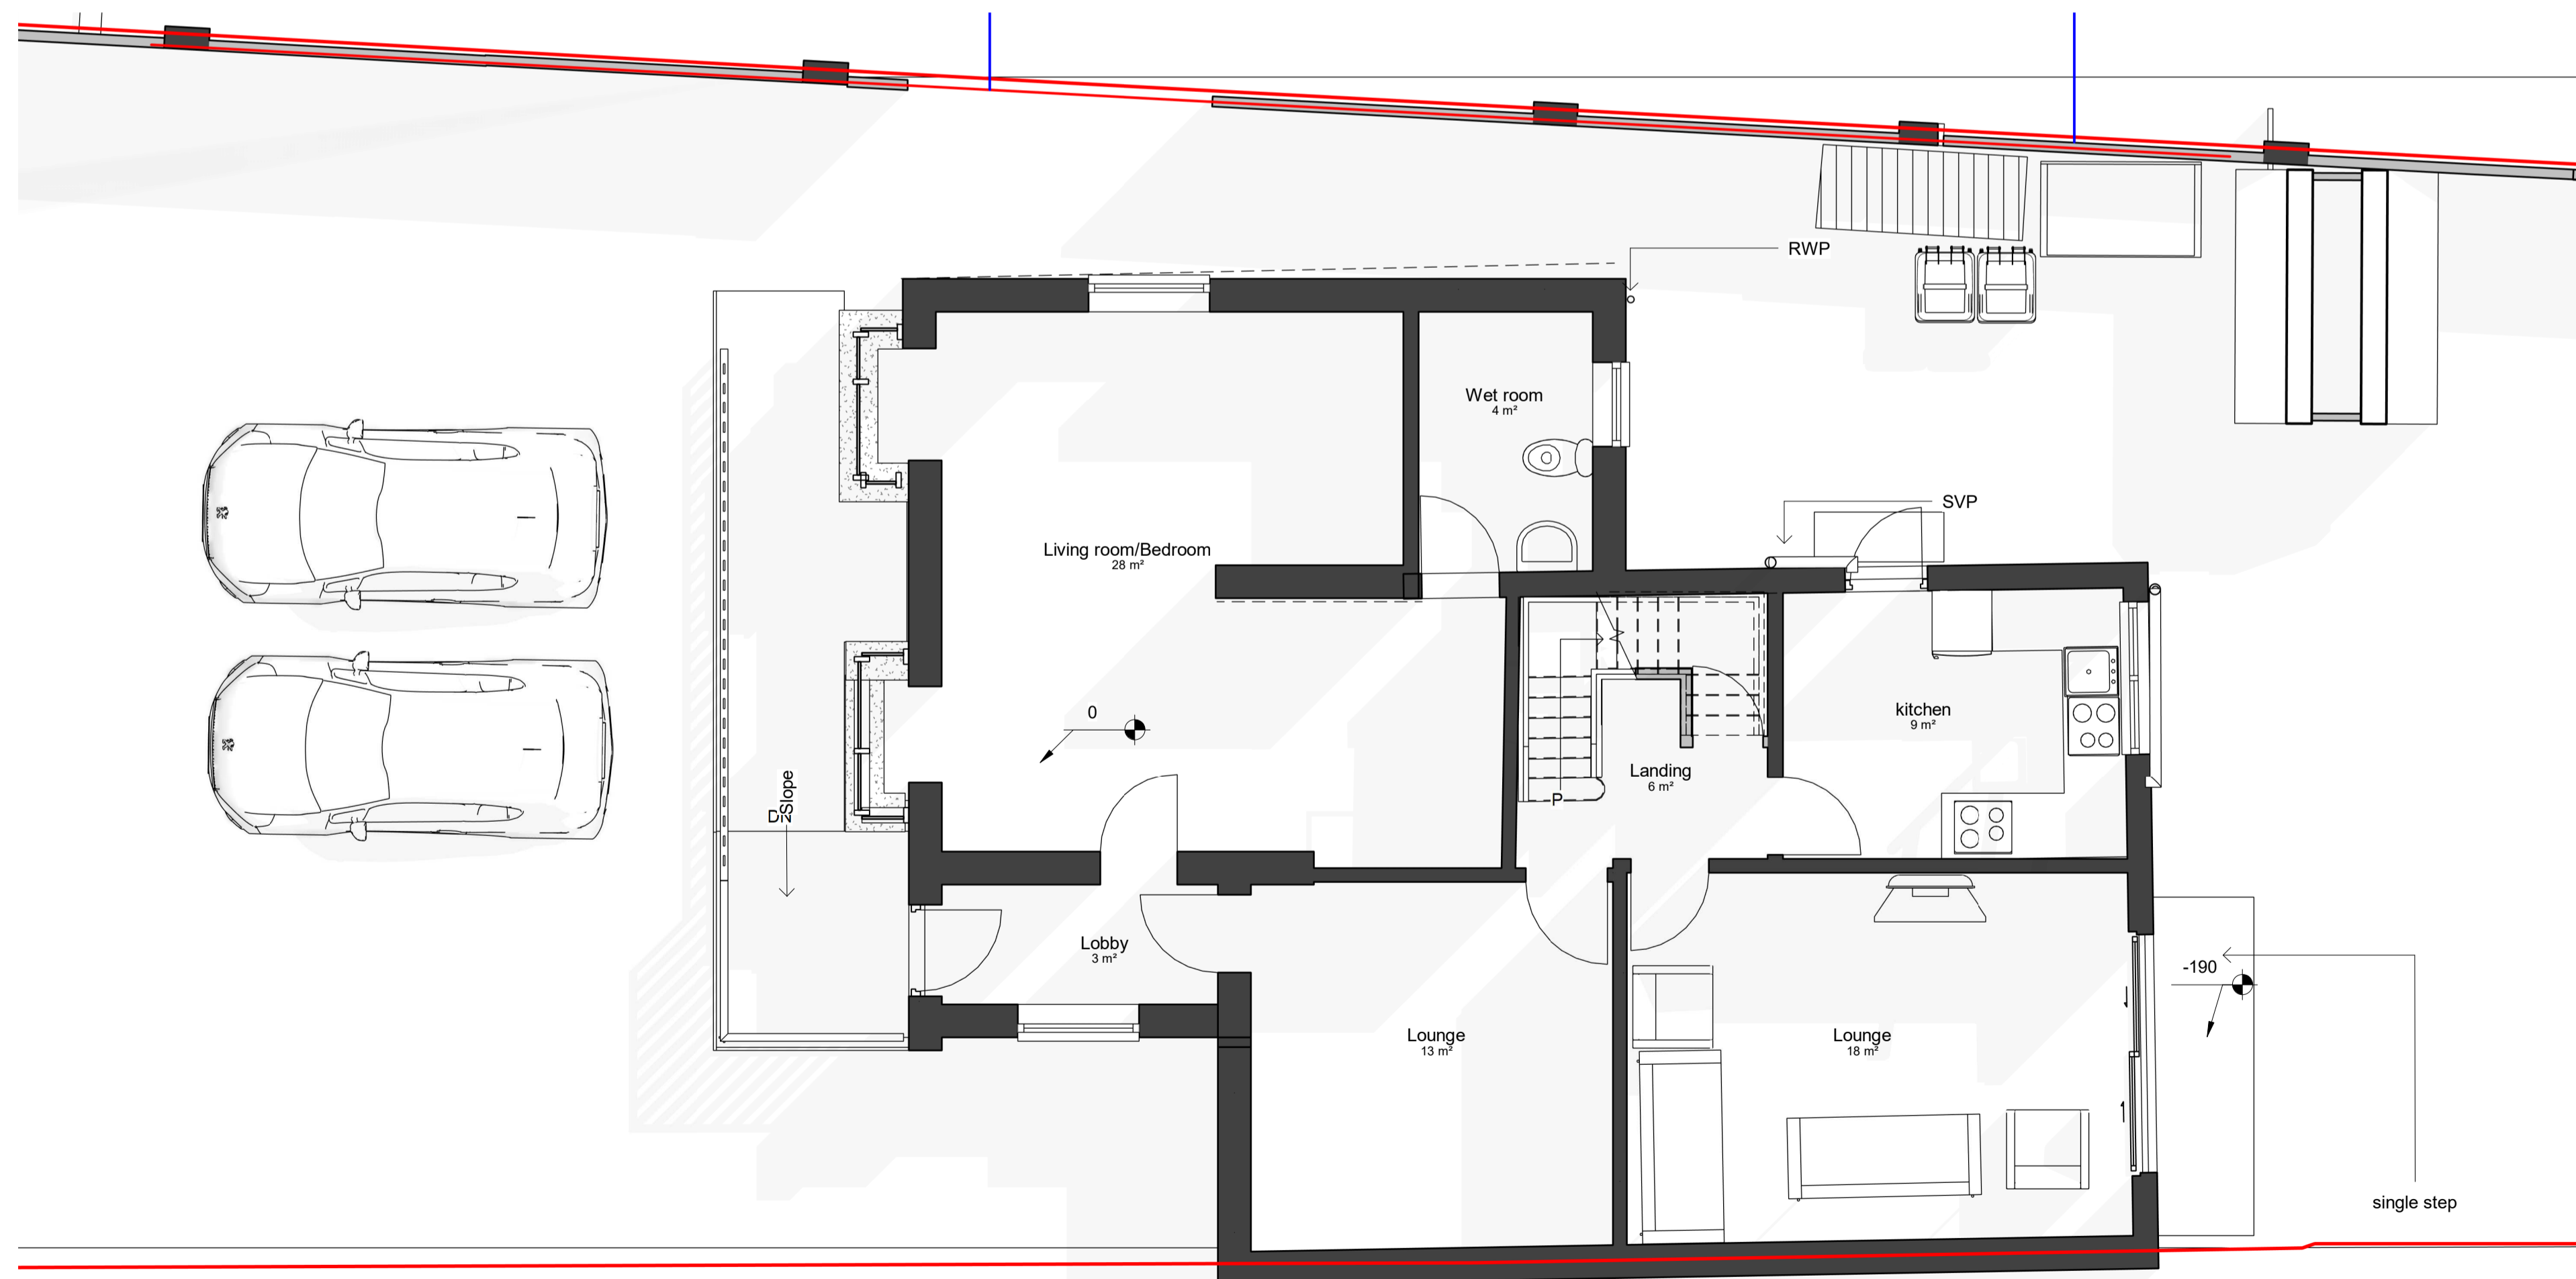 RWP
Wet room
4 m²
SVP
Living room/Bedroom
28 m²
0
kitchen
9 m²
Landing
6 m²
Slope
P
Lobby
3 m²
-190
Lounge
13 m²
Lounge
18 m²
single step